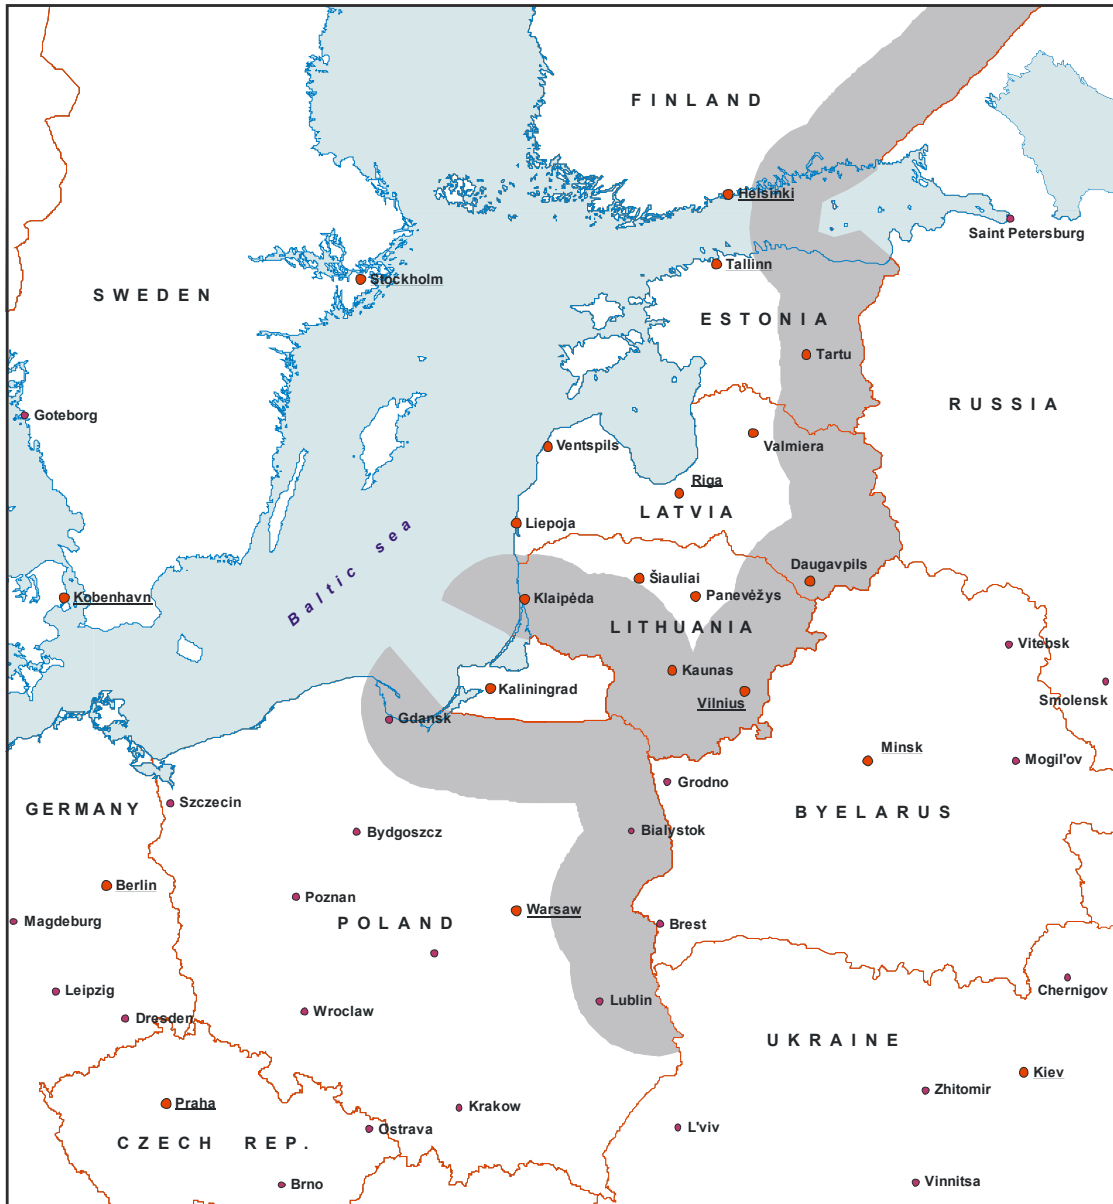 FINLAND
Helsinki
Saint Petersburg
Tallinn
Stockholm
SWEDEN
ESTONIA
Tartu
RUSSIA
Goteborg
Ventspils
Valmiera
Riga
LATVIA
Liepoja
Baltic sea
Daugavpils
Šiauliai
Panevėžys
Kobenhavn
Klaipėda
LITHUANIA
Vitebsk
Kaunas
Kaliningrad
Vilnius
Smolensk
Gdansk
Minsk
Mogil'ov
Grodno
GERMANY
Szczecin
BYELARUS
Bydgoszcz
Bialystok
Berlin
Poznan
Warsaw
Magdeburg
POLAND
Brest
Leipzig
Chernigov
Lublin
Wroclaw
Dresden
UKRAINE
Kiev
Zhitomir
Praha
Krakow
Ostrava
L'viv
CZECH REP.
Brno
Vinnitsa